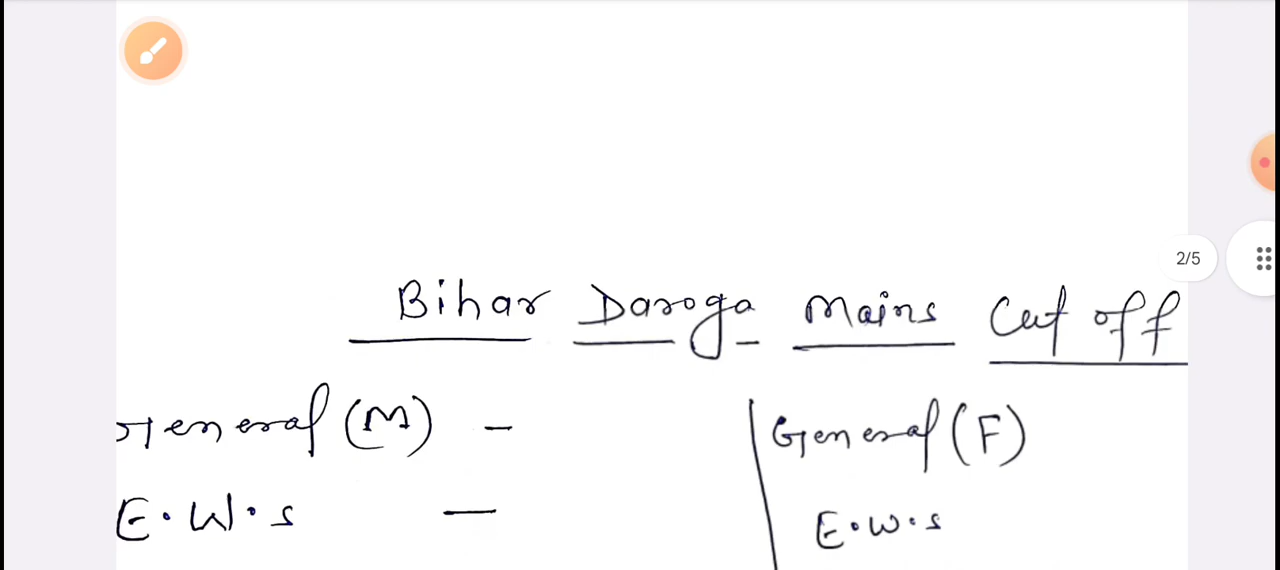 2/5
Bihar Daroga Mains Cut off
General (M) - General (F)
E.W.S - E.W.S